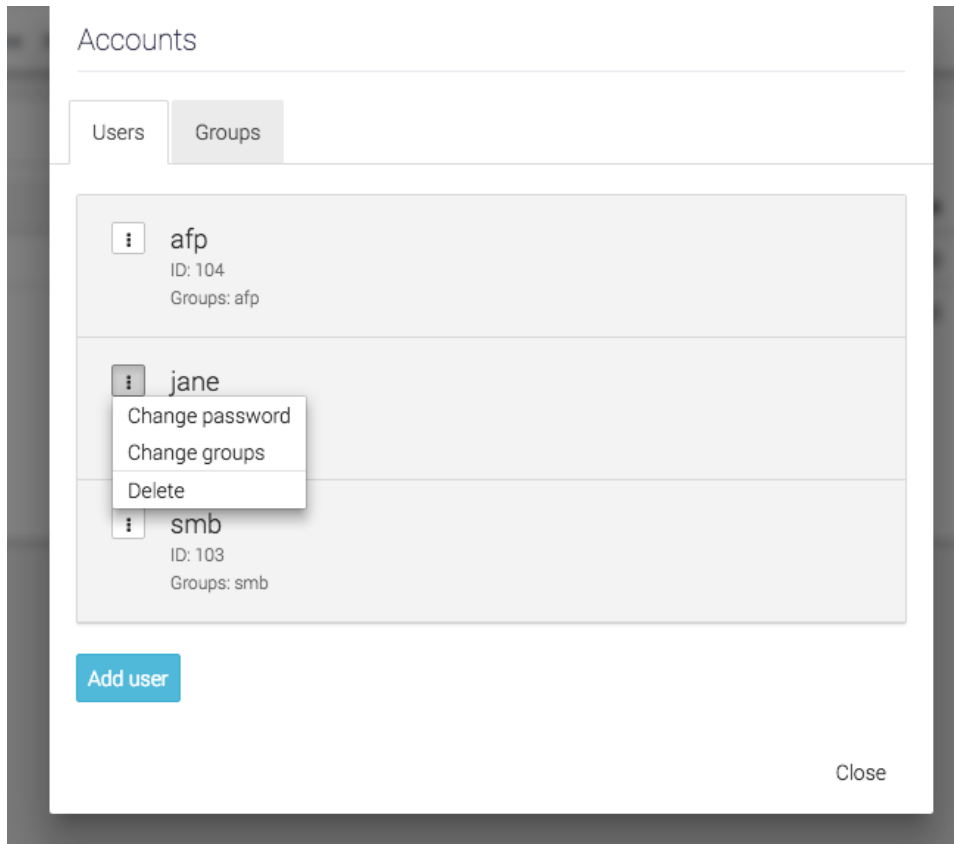 Accounts
Users Groups
afp
ID: 104
Groups: afp
jane
Change password
Change groups
Delete
smb
ID: 103
Groups: smb
Add user
Close